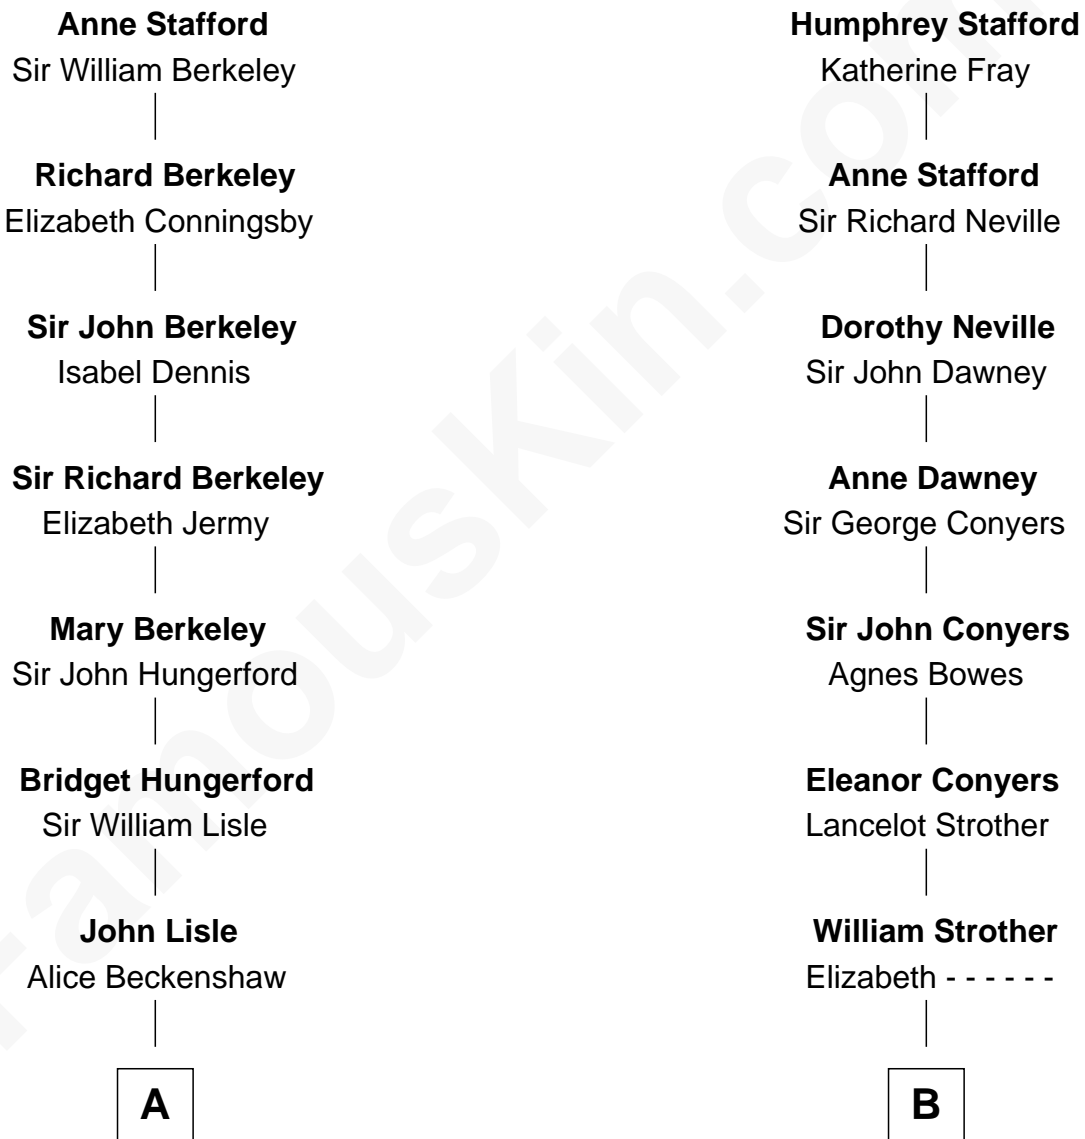 Anne Stafford
Sir William Berkeley
Richard Berkeley
Elizabeth Conningsby
Sir John Berkeley
Isabel Dennis
Sir Richard Berkeley
Elizabeth Jermy
Mary Berkeley
Sir John Hungerford
Bridget Hungerford
Sir William Lisle
John Lisle
Alice Beckenshaw
A
Humphrey Stafford
Katherine Fray
Anne Stafford
Sir Richard Neville
Dorothy Neville
Sir John Dawney
Anne Dawney
Sir George Conyers
Sir John Conyers
Agnes Bowes
Eleanor Conyers
Lancelot Strother
William Strother
Elizabeth - - - - - -
B
FamousKin.com